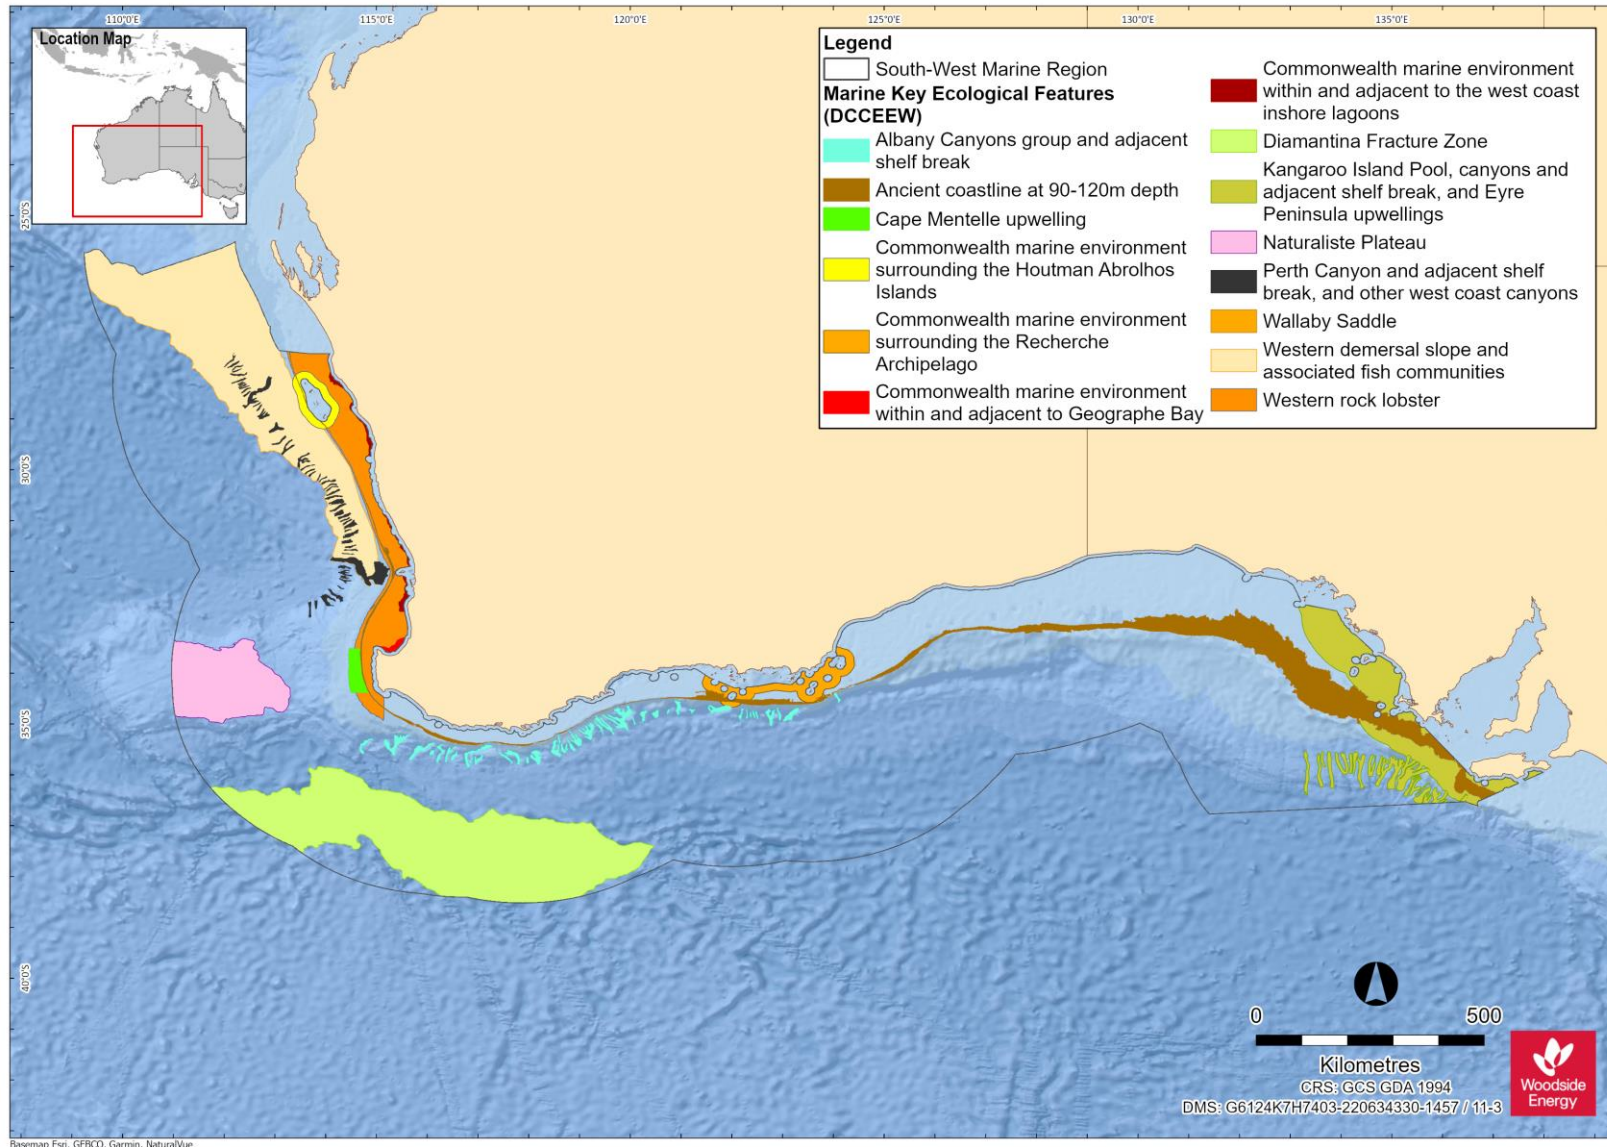 110°0'E 115°0'E 120°0'E 125°0'E 130°0'E 135°0'E
Location Map
25°0'S
30°0'S
35°0'S
40°0'S
Legend
South-West Marine Region
Marine Key Ecological Features
(DCCEEW)
Albany Canyons group and adjacent
shelf break
Ancient coastline at 90-120m depth
Cape Mentelle upwelling
Commonwealth marine environment
surrounding the Houtman Abrolhos
Islands
Commonwealth marine environment
surrounding the Recherche
Archipelago
Commonwealth marine environment
within and adjacent to Geographe Bay
Commonwealth marine environment
within and adjacent to the west coast
inshore lagoons
Diamantina Fracture Zone
Kangaroo Island Pool, canyons and
adjacent shelf break, and Eyre
Peninsula upwellings
Naturaliste Plateau
Perth Canyon and adjacent shelf
break, and other west coast canyons
Wallaby Saddle
Western demersal slope and
associated fish communities
Western rock lobster
0 500
Kilometres
CRS: GCS GDA 1994
DMS: G6124K7H7403-220634330-1457 / 11-3
Woodside
Energy
Basemap Esri, GEBCO, Garmin, NaturalVue